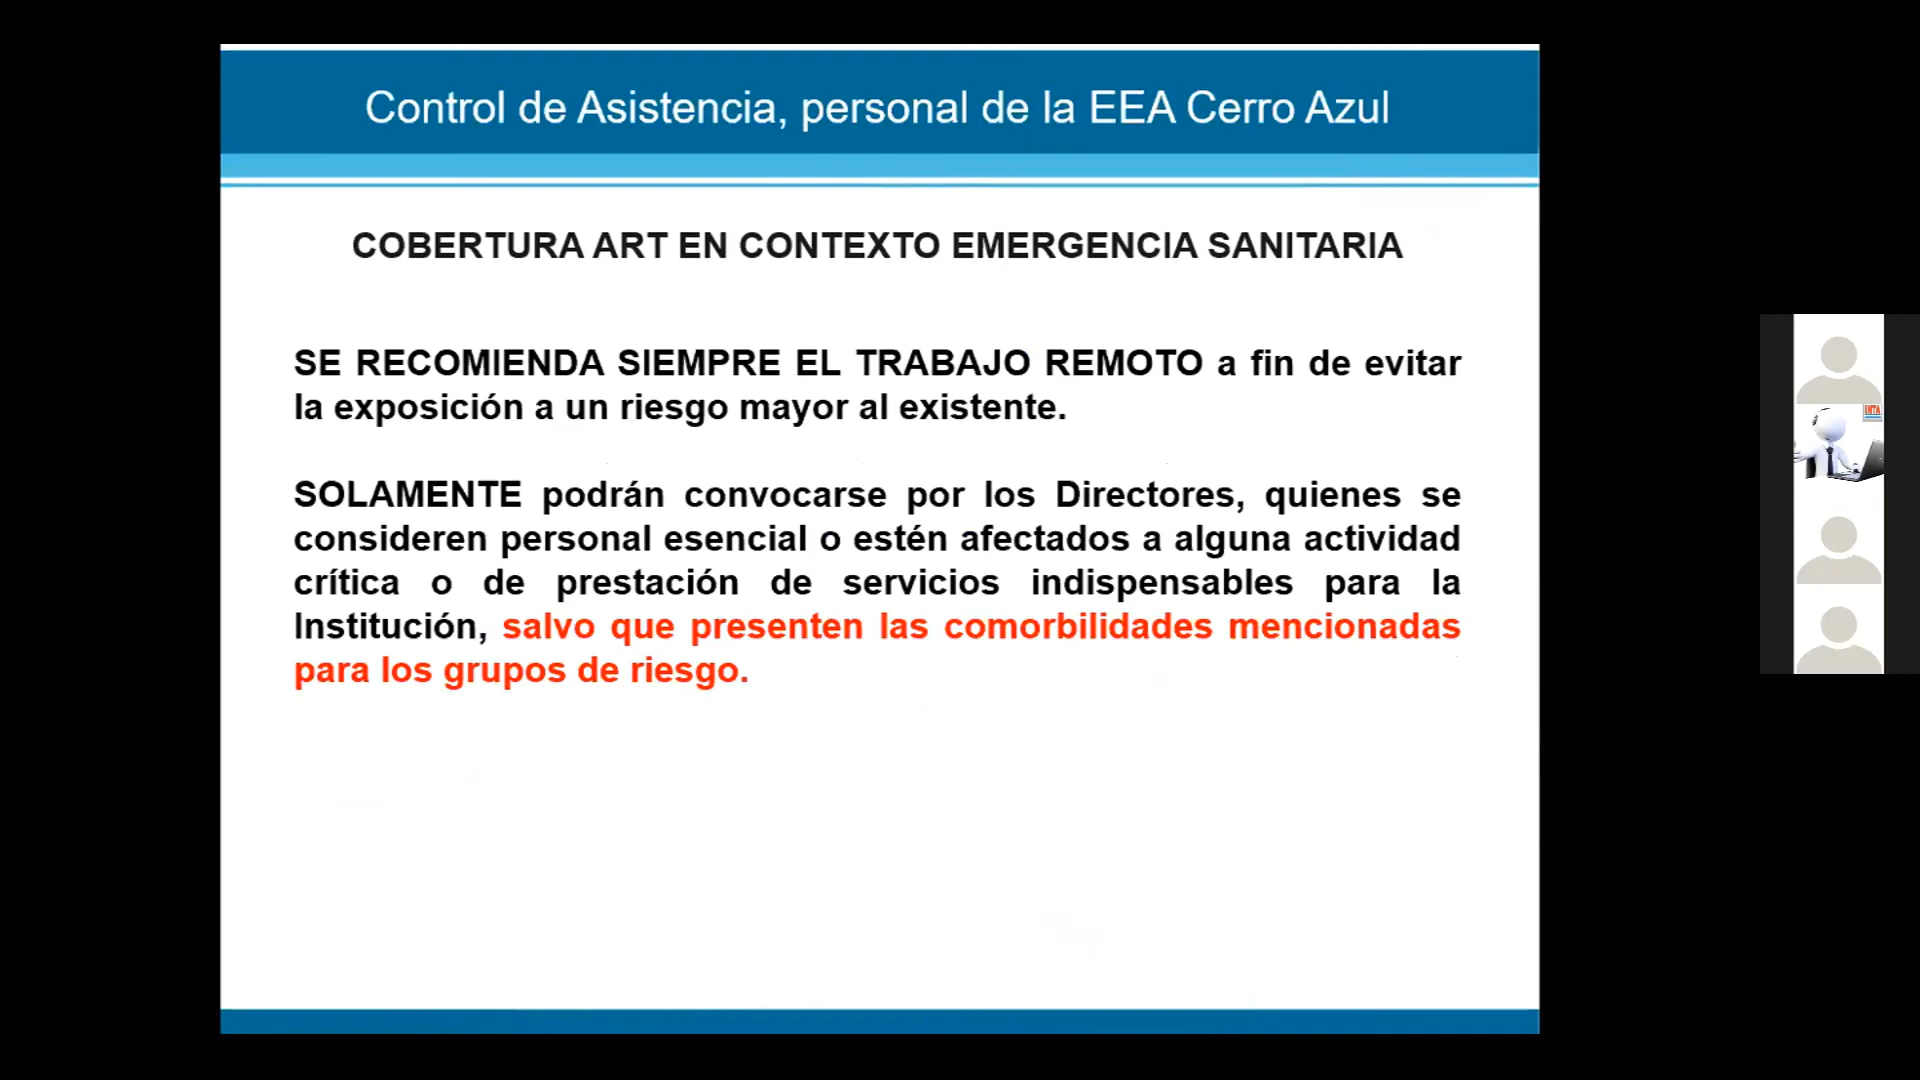 Control de Asistencia, personal de la EEA Cerro Azul
COBERTURA ART EN CONTEXTO EMERGENCIA SANITARIA
SE RECOMIENDA SIEMPRE EL TRABAJO REMOTO a fin de evitar
la exposición a un riesgo mayor al existente.
SOLAMENTE podrán convocarse por los Directores, quienes se
consideren personal esencial o estén afectados a alguna actividad
crítica o de prestación de servicios indispensables para la
Institución, salvo que presenten las comorbilidades mencionadas
para los grupos de riesgo.